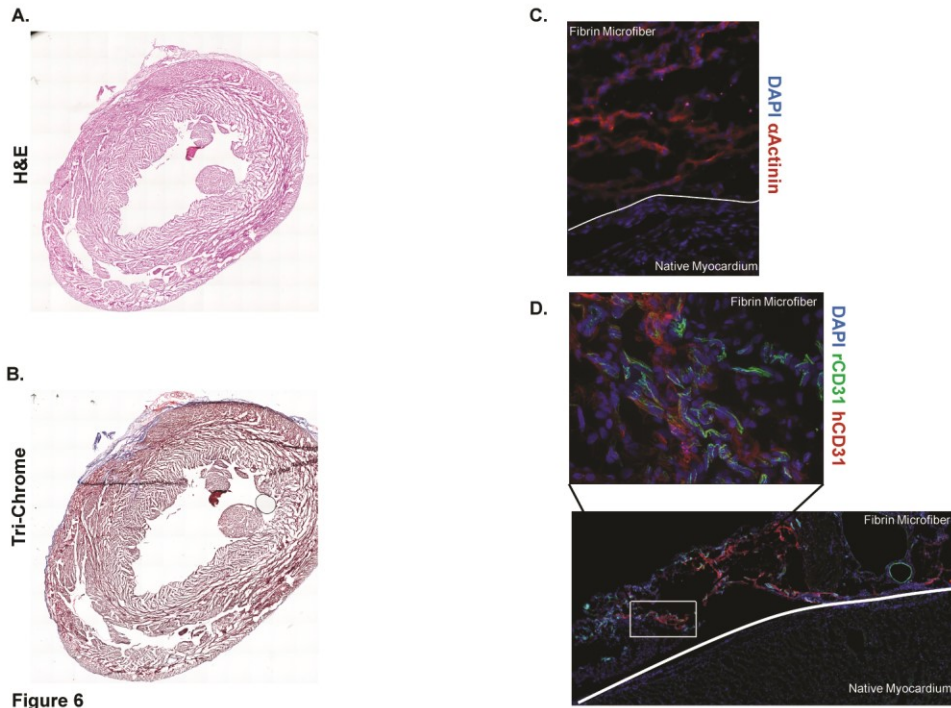 A.
H&E
B.
Tri-Chrome
Figure 6
C.
Fibrin Microfiber
Native Myocardium
DAPI αActinin
D.
Fibrin Microfiber
DAPI rCD31 hCD31
Fibrin Microfiber
Native Myocardium